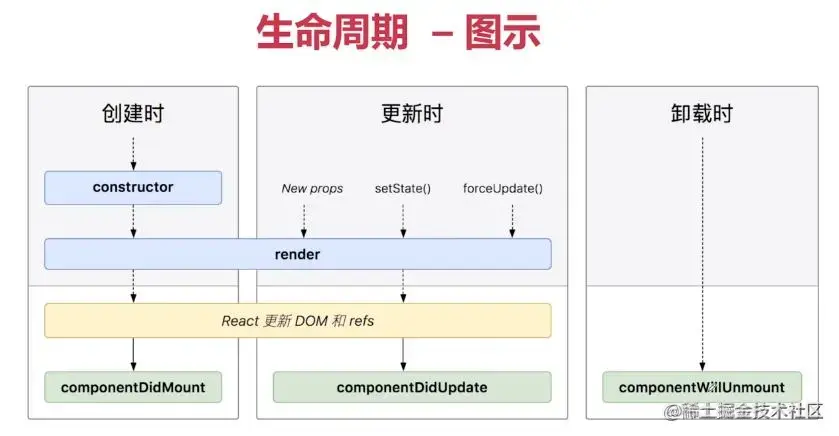 生命周期 – 图示
创建时
更新时
卸载时
constructor
New props
setState()
forceUpdate()
render
React 更新 DOM 和 refs
componentDidMount
componentDidUpdate
componentWillUnmount
@稀土掘金技术社区